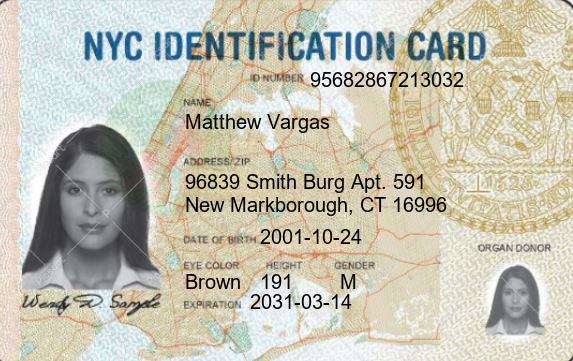 NYC IDENTIFICATION CARD
ID NUMBER 95682867213032
NAME
Matthew Vargas
ADDRESS/ZIP
96839 Smith Burg Apt. 591
New Markborough, CT 16996
DATE OF BIRTH 2001-10-24
ORGAN DONOR
EYE COLOR HEIGHT GENDER
Brown 191 M
EXPIRATION 2031-03-14
Wendy D. Sample